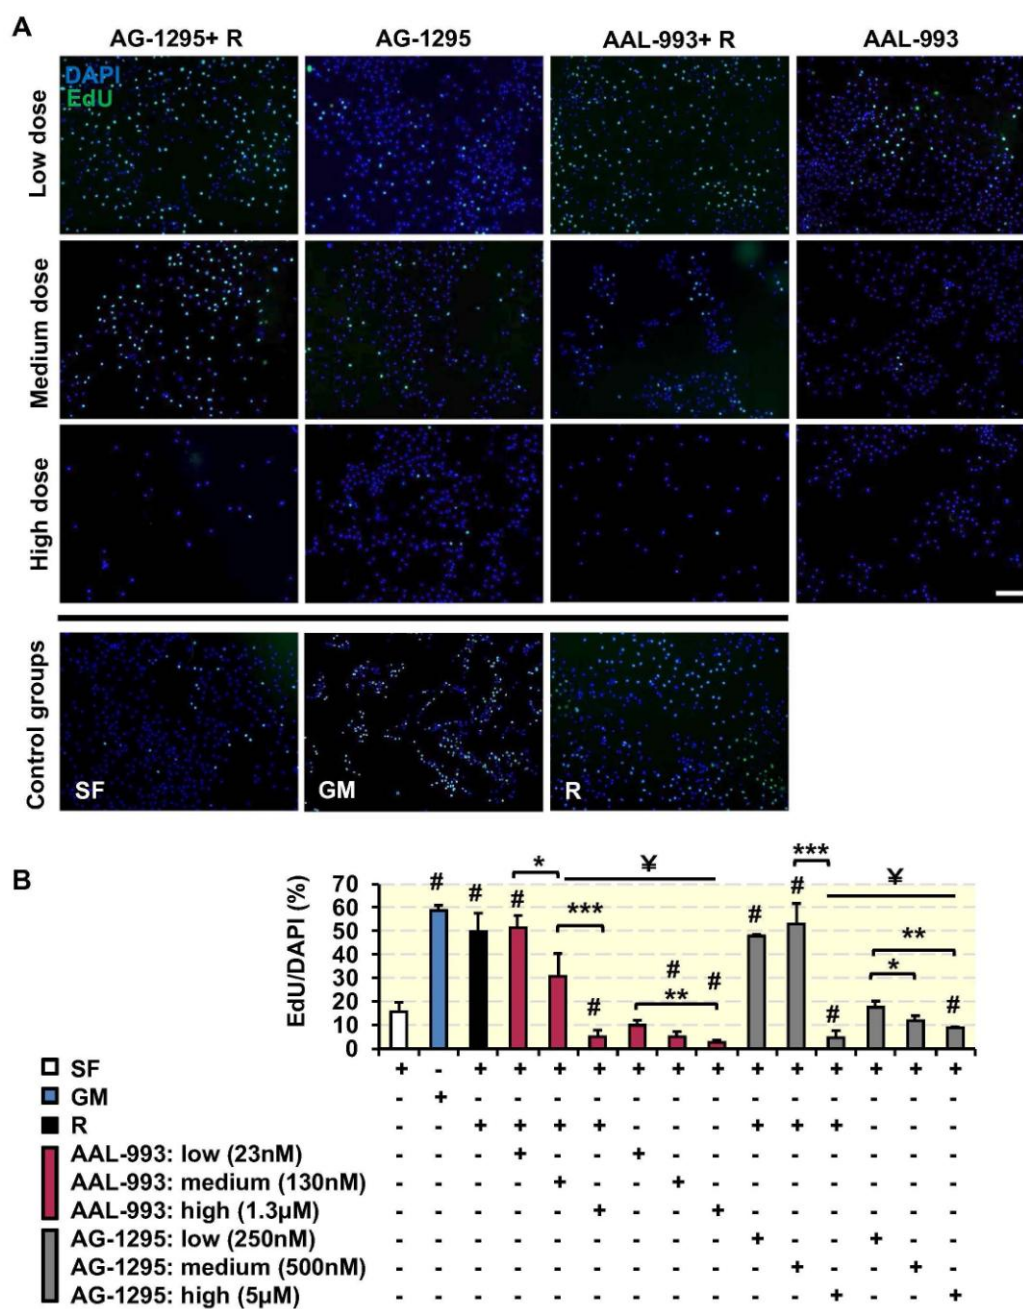 A
AG-1295+ R AG-1295 AAL-993+ R AAL-993
DAPI
EdU
Low dose
Medium dose
High dose
Control groups
SF GM R
B
EdU/DAPI (%)
70
60
50
40
30
20
10
0
# # # * *** # ** # # ¥ # # *** # * ** # ¥
SF + - + + + + + + + + + + + + +
GM - + - - - - - - - - - - - - -
R - - + + + + - - - + + + - - -
AAL-993: low (23nM) - - - + - - + - - - - - - - -
AAL-993: medium (130nM) - - - - + - - + - - - - - - -
AAL-993: high (1.3µM) - - - - - + - - + - - - - - -
AG-1295: low (250nM) - - - - - - - - - + - - + - -
AG-1295: medium (500nM) - - - - - - - - - - + - - + -
AG-1295: high (5µM) - - - - - - - - - - - + - - +